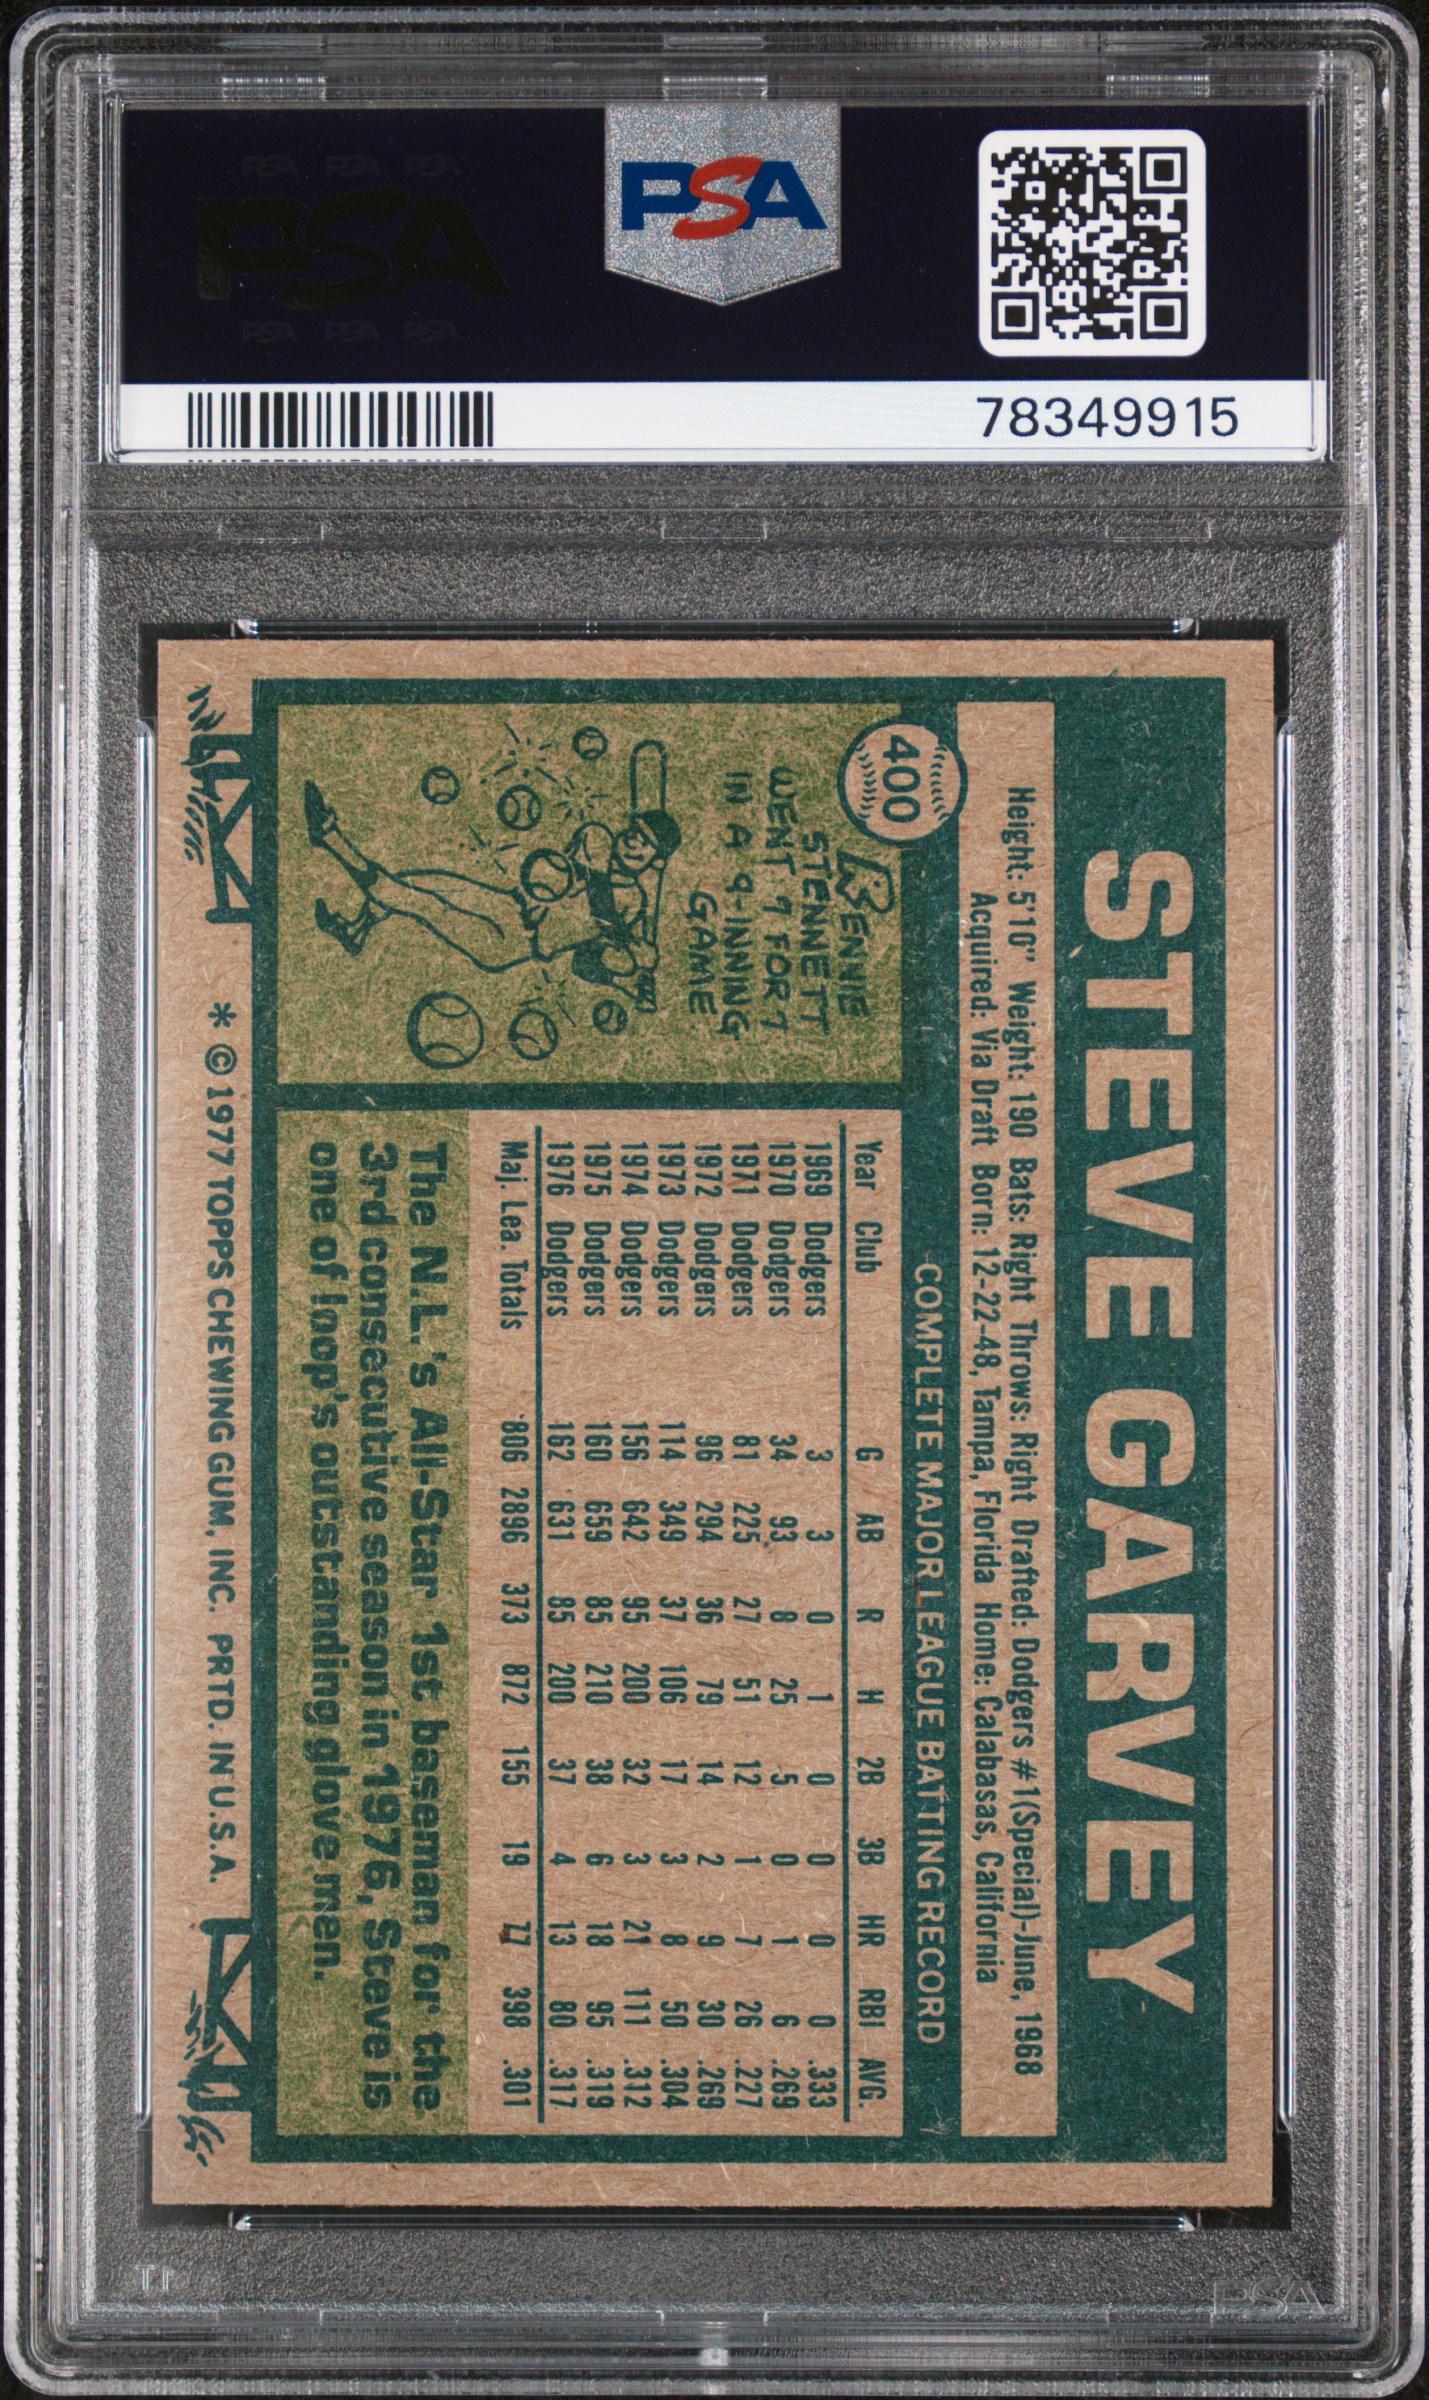 PSA PSA PSA
PSA
PSA PSA PSA
PSA
78349915
STEVE GARVEY
Height: 5'10" Weight: 190 Bats: Right Throws: Right Drafted: Dodgers #1(Special)-June, 1968
Acquired: Via Draft Born: 12-22-48, Tampa, Florida Home: Calabasas, California
400
COMPLETE MAJOR LEAGUE BATTING RECORD
RENNIE
STENNETT
WENT 7 FOR 7
IN A 9-INNING
GAME
Year Club G AB R H 2B 3B HR RBI AVG.
1969 Dodgers 3 3 0 1 0 0 0 0 .333
1970 Dodgers 34 93 8 25 5 0 1 6 .269
1971 Dodgers 81 225 27 51 12 1 7 26 .227
1972 Dodgers 96 294 36 79 14 2 9 30 .269
1973 Dodgers 114 349 37 106 17 3 8 50 .304
1974 Dodgers 156 642 95 200 32 3 21 111 .312
1975 Dodgers 160 659 85 210 38 6 18 95 .319
1976 Dodgers 162 631 85 200 37 4 13 80 .317
Maj. Lea. Totals 806 2896 373 872 155 19 77 398 .301
The N.L.'s All-Star 1st baseman for the
3rd consecutive season in 1976, Steve is
one of loop's outstanding glove men.
* © 1977 TOPPS CHEWING GUM, INC. PRTD. IN U.S.A.
PSA